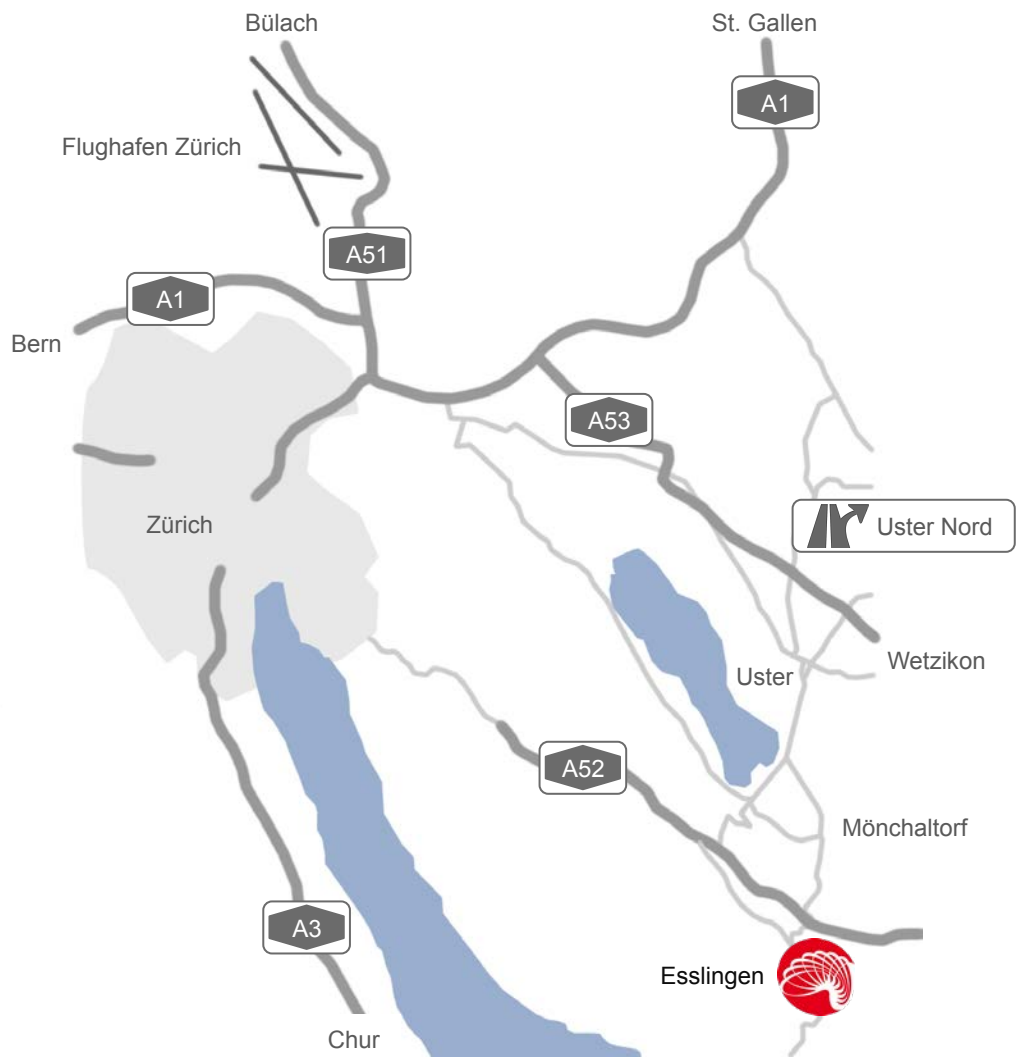 Bülach
St. Gallen
A1
Flughafen Zürich
A51
A1
Bern
A53
Zürich
Uster Nord
Wetzikon
Uster
A52
Mönchaltorf
A3
Esslingen
Chur